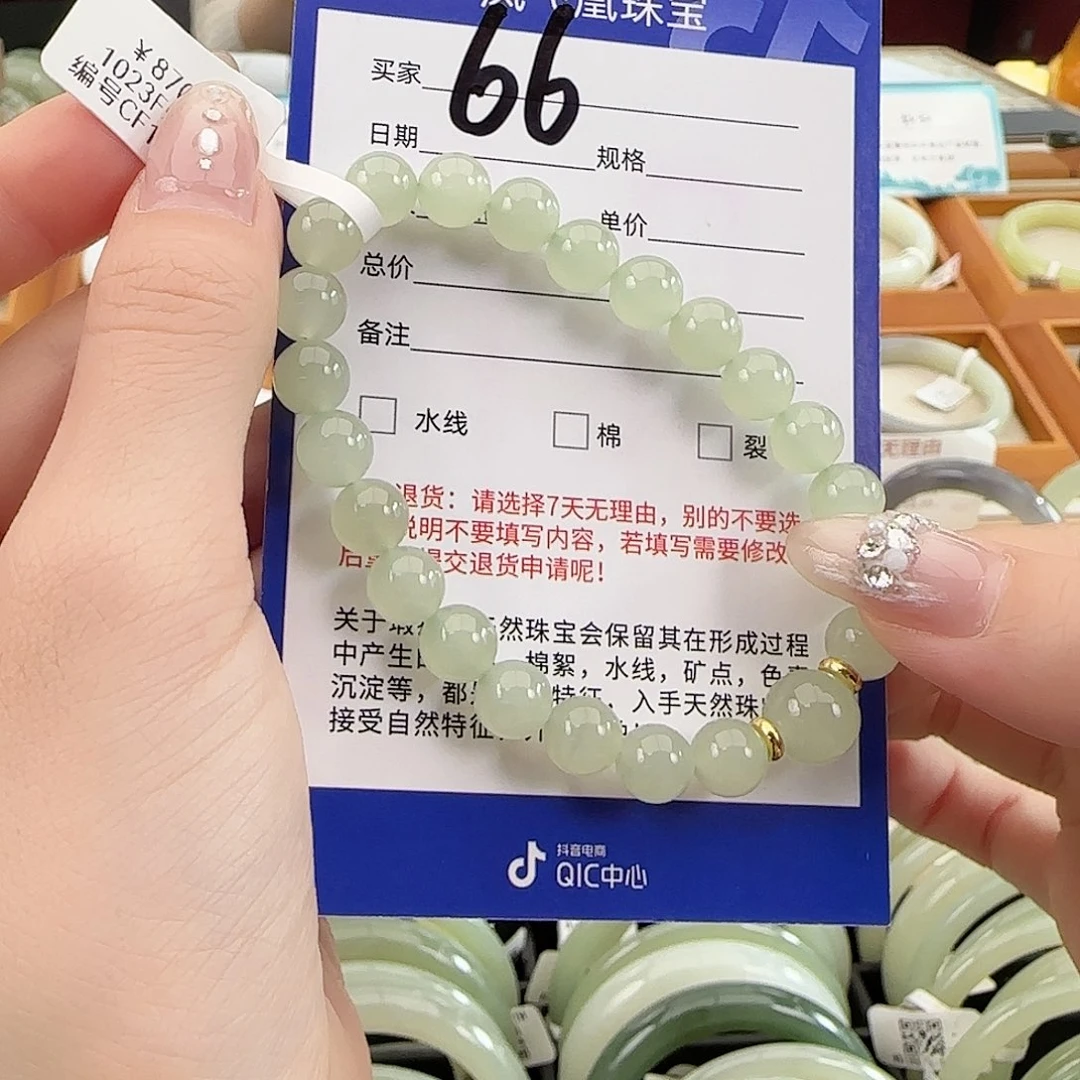 凰珠宝
¥870
1023F
编号CF1
66
买家
日期
规格
单价
总价
备注
水线
棉
裂
退货：请选择7天无理由，别的不要选
说明不要填写内容，若填写需要修改
提交退货申请呢！
关于 然珠宝会保留其在形成过程
中产生 棉絮，水线，矿点，色素
沉淀等，都 特征，入手天然珠
接受自然特征
抖音电商
QIC中心
无理由